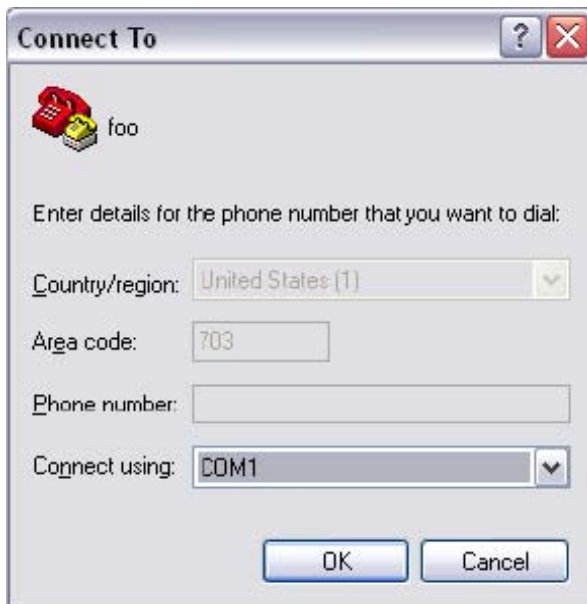 Connect To
foo
Enter details for the phone number that you want to dial:
Country/region: United States (1)
Area code: 703
Phone number:
Connect using: COM1
OK Cancel